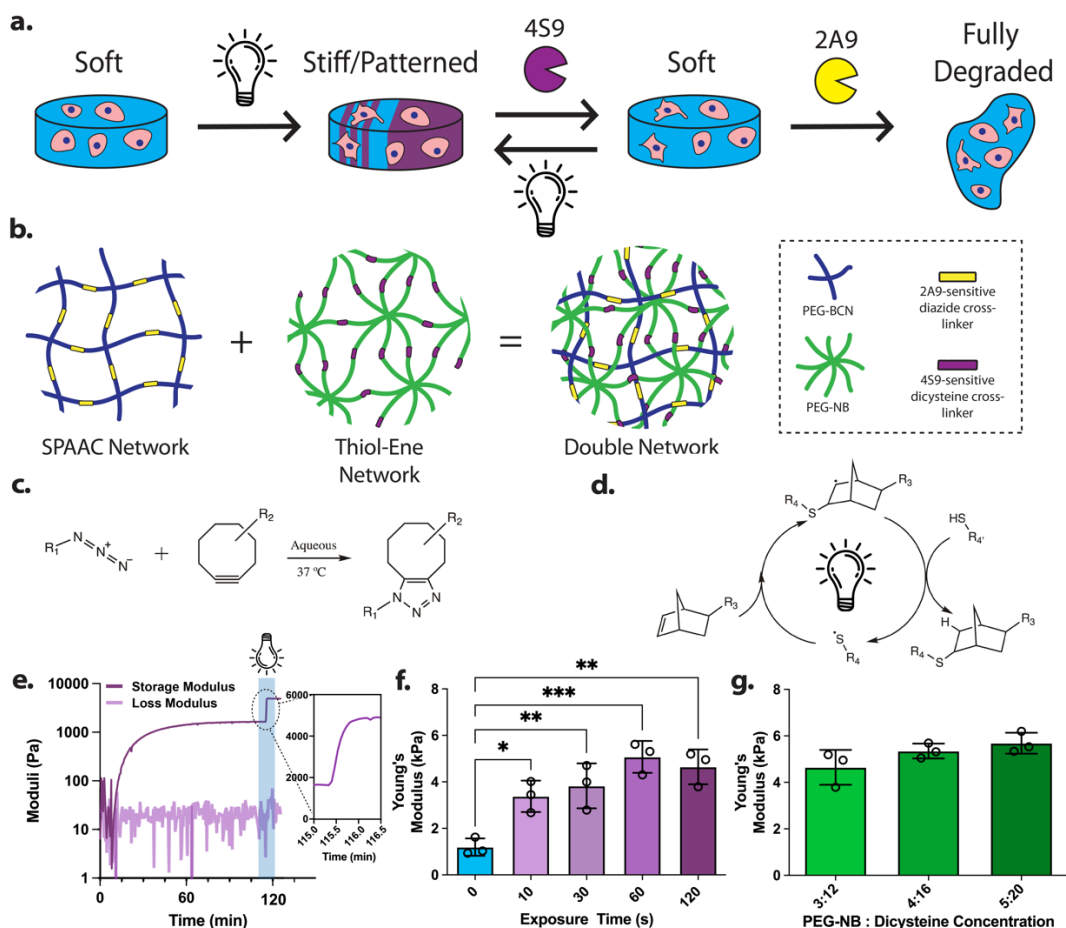 a.
Soft
Stiff/Patterned
4S9
Soft
2A9
Fully
Degraded
b.
+
=
SPAAC Network
Thiol-Ene
Network
Double Network
PEG-BCN
2A9-sensitive
diazide cross-
linker
PEG-NB
4S9-sensitive
dicysteine cross-
linker
c.
R1
N
N+
N−
+
R2
Aqueous
37 ºC
R2
R1
N
N
N
d.
R4
S
R3
HS
R4'
R3
•S
R4
H
R4
S
R3
e.
Storage Modulus
Loss Modulus
Moduli (Pa)
10000
1000
100
10
1
0
60
120
Time (min)
6000
4000
2000
0
115.0
115.5
116.0
116.5
Time (min)
f.
Young's
Modulus (kPa)
8
6
4
2
0
*
**
***
**
0
10
30
60
120
Exposure Time (s)
g.
Young's
Modulus (kPa)
8
6
4
2
0
3:12
4:16
5:20
PEG-NB : Dicysteine Concentration